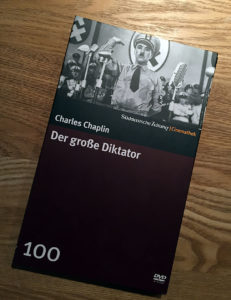 Süddeutsche Zeitung | Cinemathek
Charles Chaplin
Der große Diktator
100
DVD